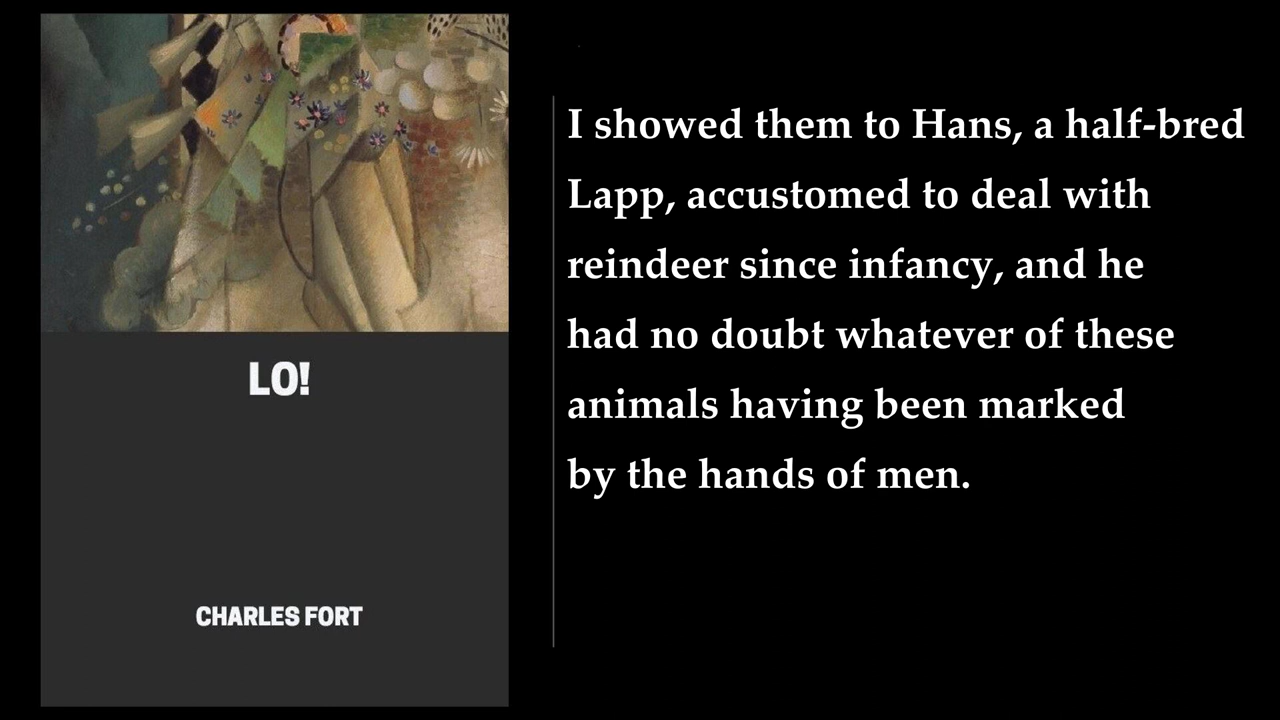 LO!
CHARLES FORT
I showed them to Hans, a half-bred
Lapp, accustomed to deal with
reindeer since infancy, and he
had no doubt whatever of these
animals having been marked
by the hands of men.